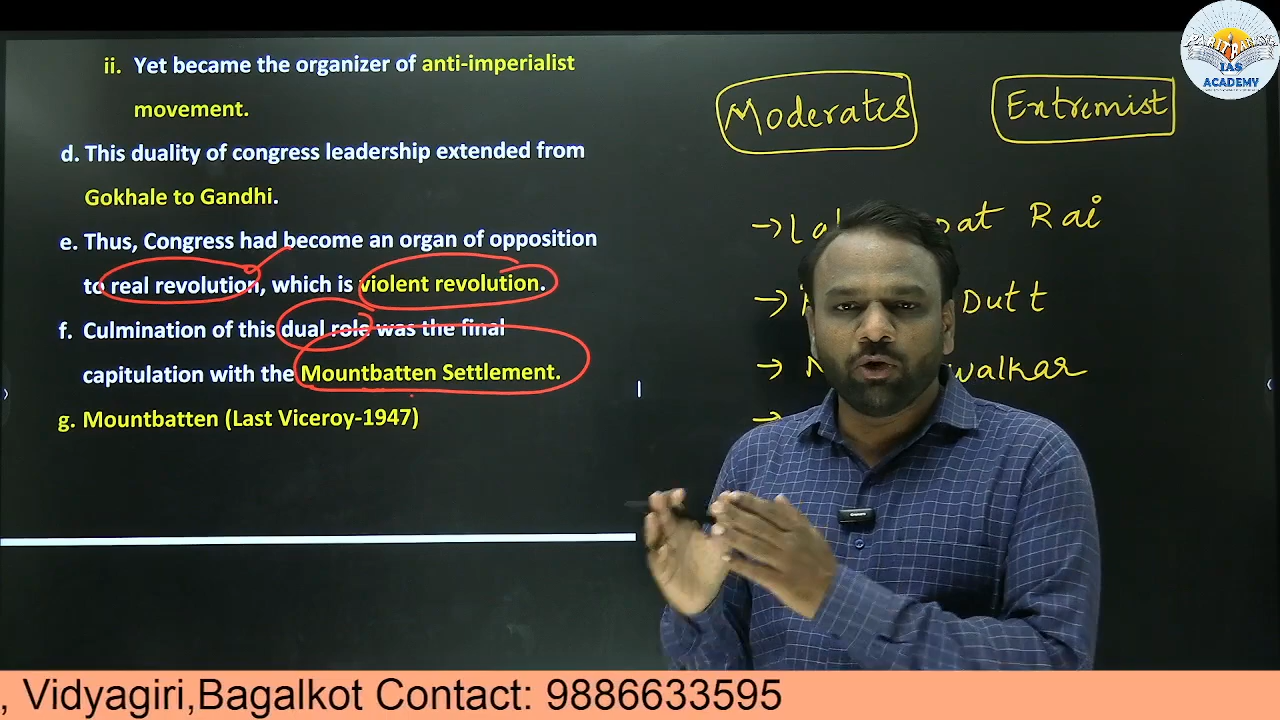 ii. Yet became the organizer of anti-imperialist
movement.
d. This duality of congress leadership extended from
Gokhale to Gandhi.
e. Thus, Congress had become an organ of opposition
to real revolution, which is violent revolution.
f. Culmination of this dual role was the final
capitulation with the Mountbatten Settlement.
g. Mountbatten (Last Viceroy-1947)
Moderates
Extremist
→ Rai
→ Dutt
→
→
IAS
ACADEMY
, Vidyagiri,Bagalkot Contact: 9886633595